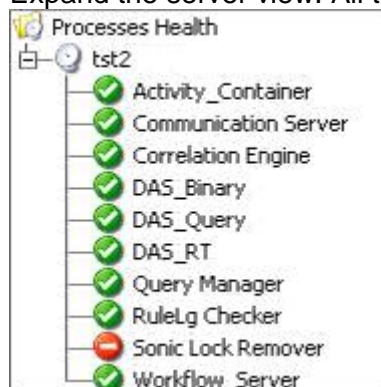 Expand the server view. All t
Processes Health
tst2
Activity_Container
Communication Server
Correlation Engine
DAS_Binary
DAS_Query
DAS_RT
Query Manager
RuleLg Checker
Sonic Lock Remover
Workflow_Server